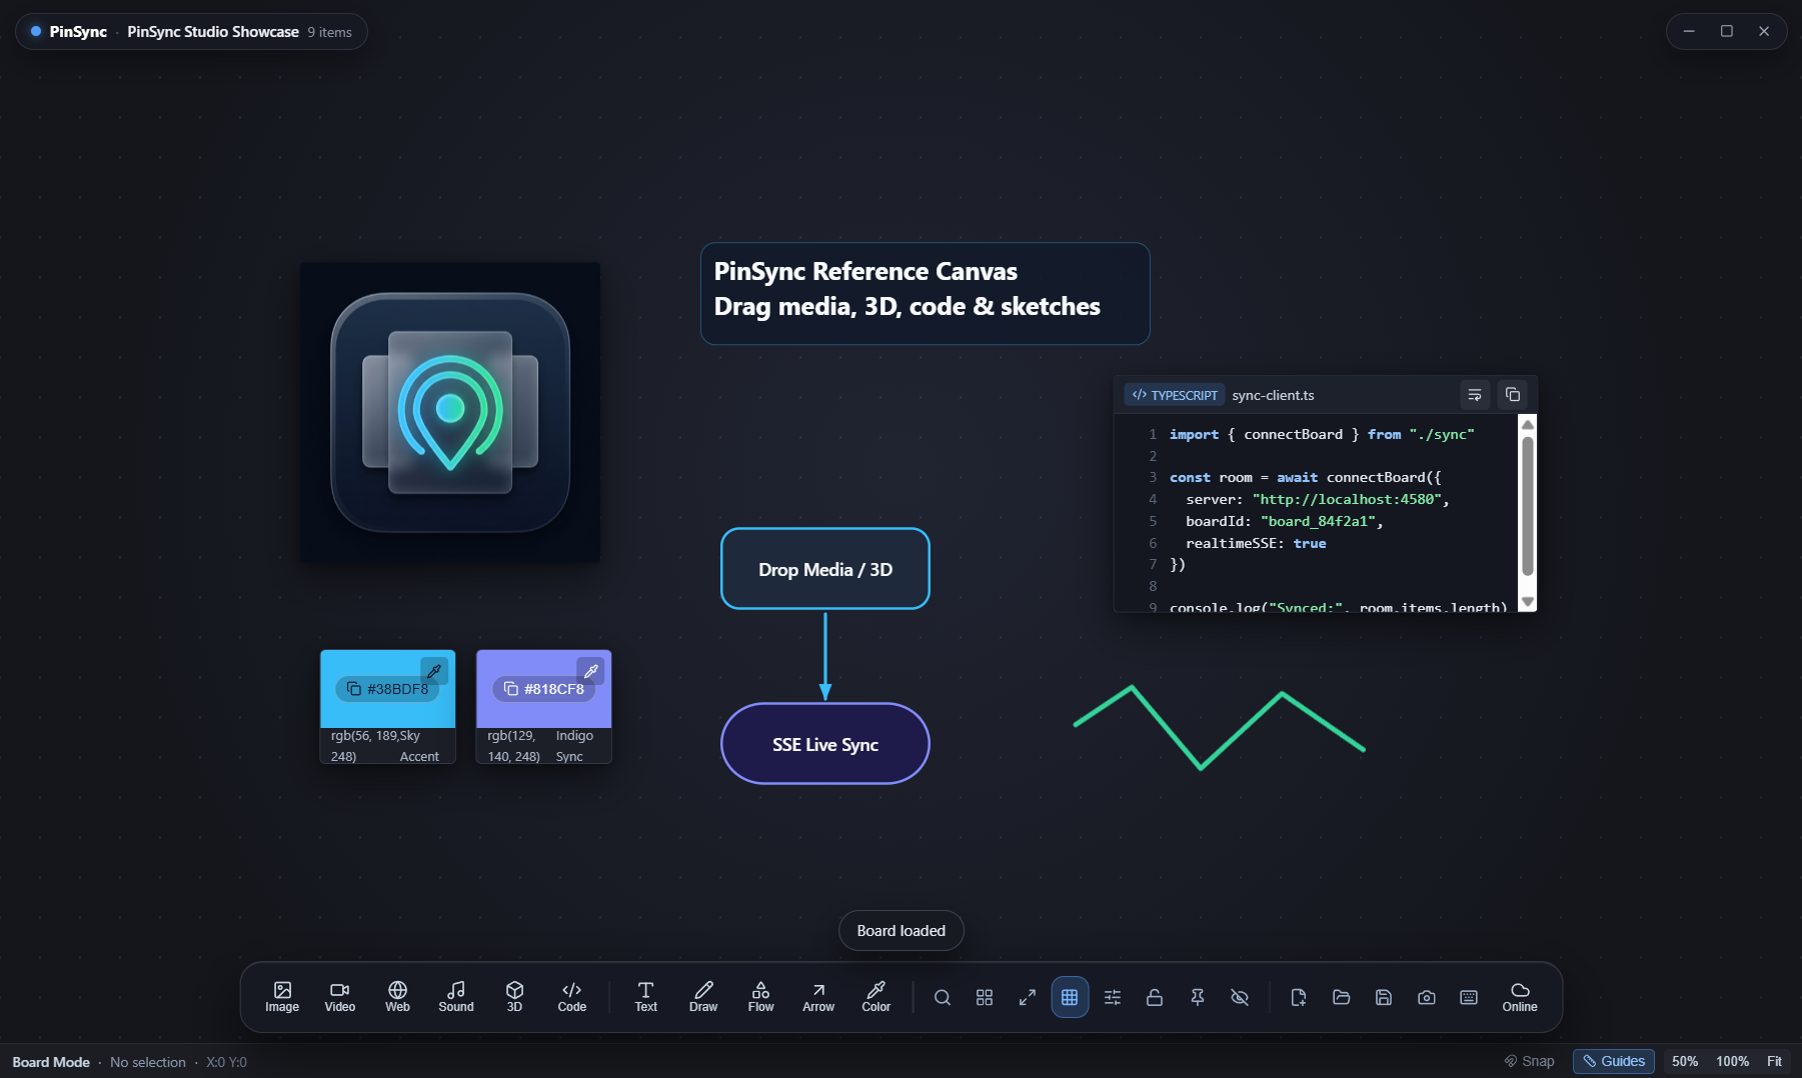 PinSync · PinSync Studio Showcase 9 items
PinSync Reference Canvas
Drag media, 3D, code & sketches
TYPESCRIPT sync-client.ts
1 import { connectBoard } from "./sync"
2
3 const room = await connectBoard({
4 server: "http://localhost:4580",
5 boardId: "board_84f2a1",
6 realtimeSSE: true
7 })
8
9 console.log("Synced:", room.items.length)
Drop Media / 3D
SSE Live Sync
#38BDF8
rgb(56, 189, 248)
Sky Accent
#818CF8
rgb(129, 140, 248)
Indigo Sync
Board loaded
Image Video Web Sound 3D Code Text Draw Flow Arrow Color Online
Board Mode · No selection · X:0 Y:0
Snap Guides 50% 100% Fit